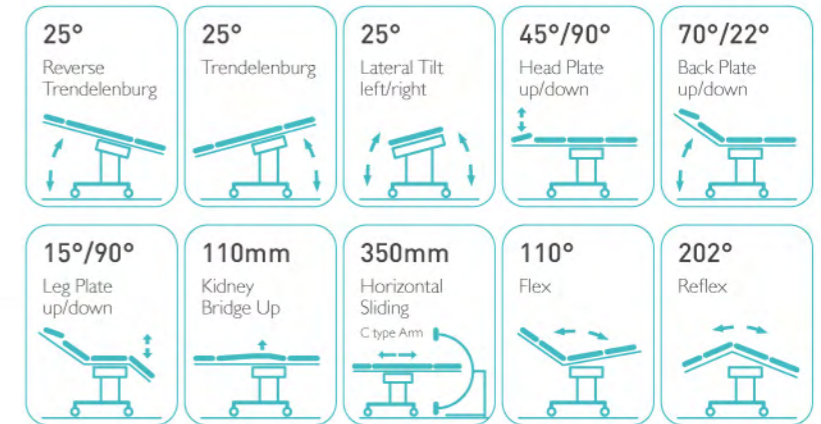 25°
Reverse
Trendelenburg
25°
Trendelenburg
25°
Lateral Tilt
left/right
45°/90°
Head Plate
up/down
70°/22°
Back Plate
up/down
15°/90°
Leg Plate
up/down
110mm
Kidney
Bridge Up
350mm
Horizontal
Sliding
C type Arm
110°
Flex
202°
Reflex